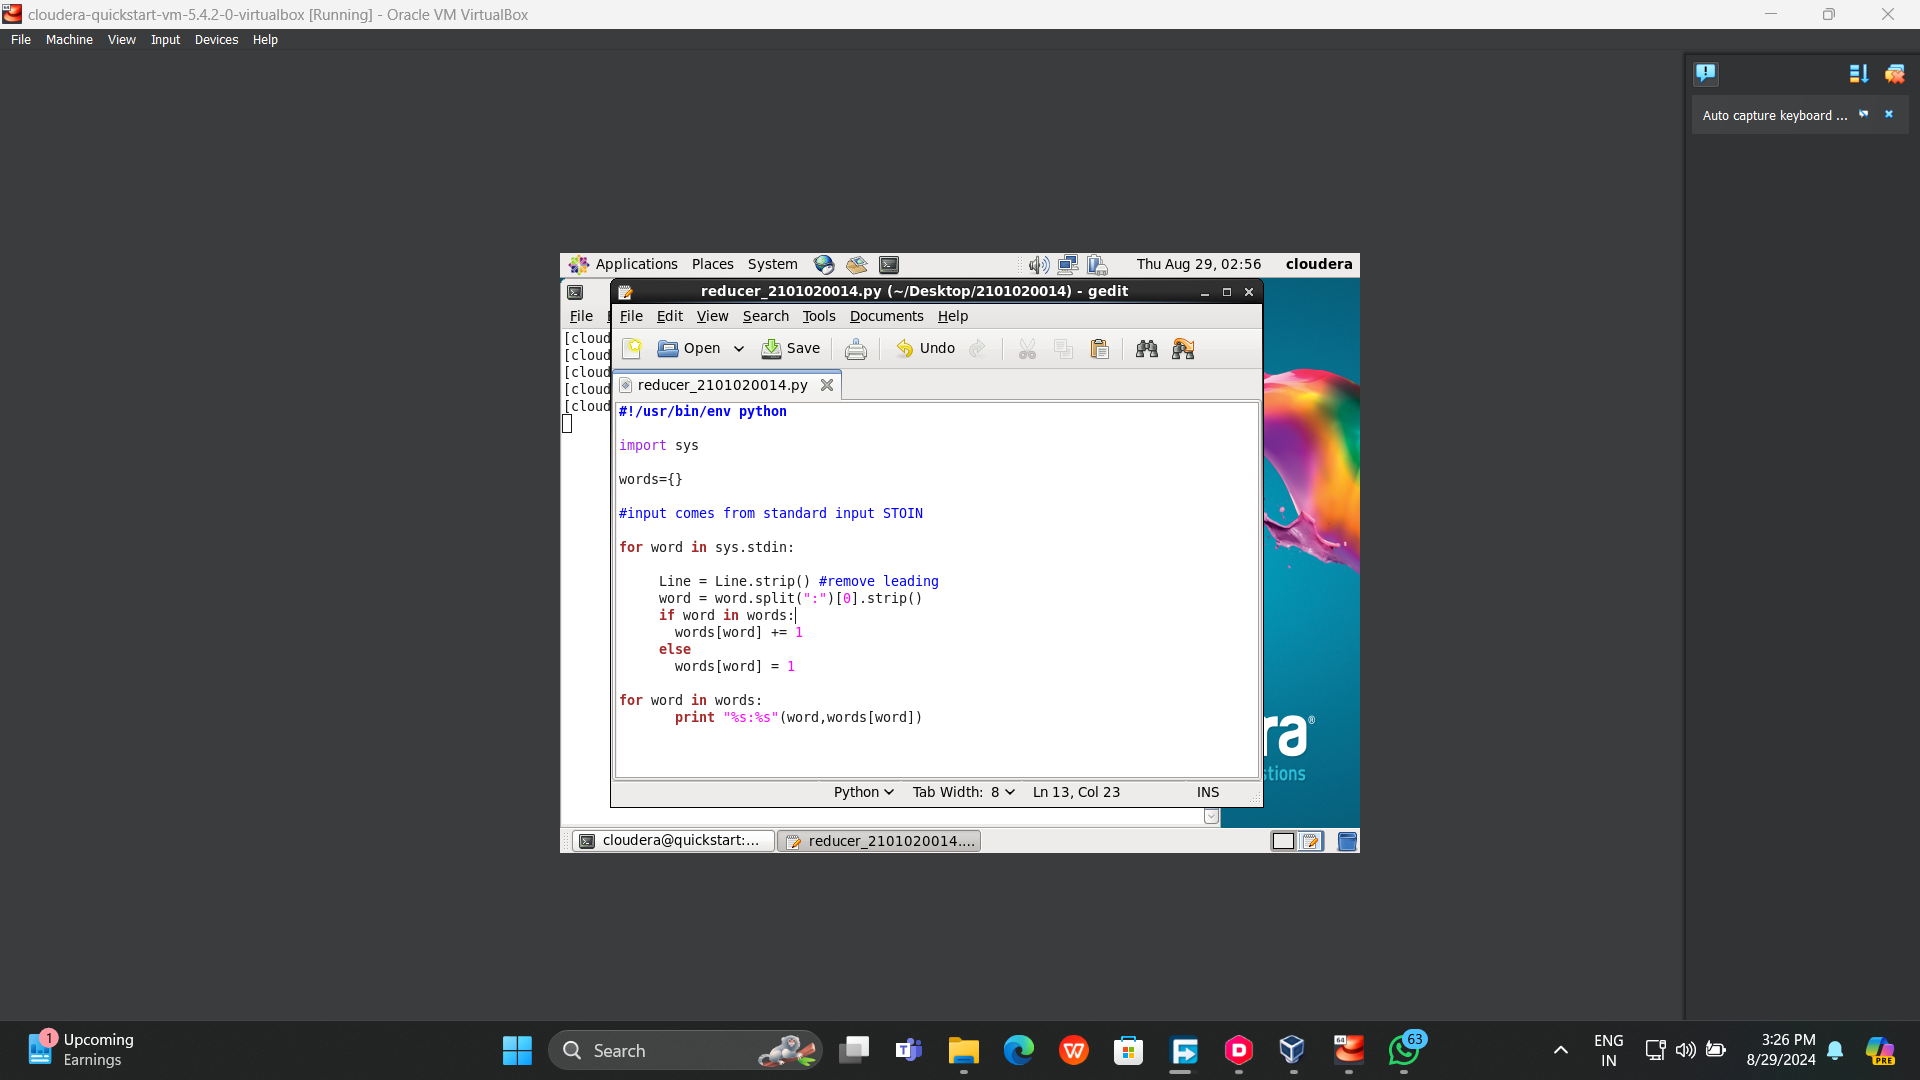 cloudera-quickstart-vm-5.4.2-0-virtualbox [Running] - Oracle VM VirtualBox
File Machine View Input Devices Help
Auto capture keyboard ...
Applications Places System Thu Aug 29, 02:56 cloudera
reducer_2101020014.py (~/Desktop/2101020014) - gedit
File
File Edit View Search Tools Documents Help
[cloud
[cloud
[cloud
[cloud
[cloud
Open Save Undo
reducer_2101020014.py
#!/usr/bin/env python
import sys
words={}
#input comes from standard input STOIN
for word in sys.stdin:
Line = Line.strip() #remove leading
word = word.split(":")[0].strip()
if word in words:
words[word] += 1
else
words[word] = 1
for word in words:
print "%s:%s"(word,words[word])
ra®
stions
Python Tab Width: 8 Ln 13, Col 23 INS
cloudera@quickstart:... reducer_2101020014....
1
Upcoming
Earnings
Search
63
ENG
IN
3:26 PM
8/29/2024
PRE